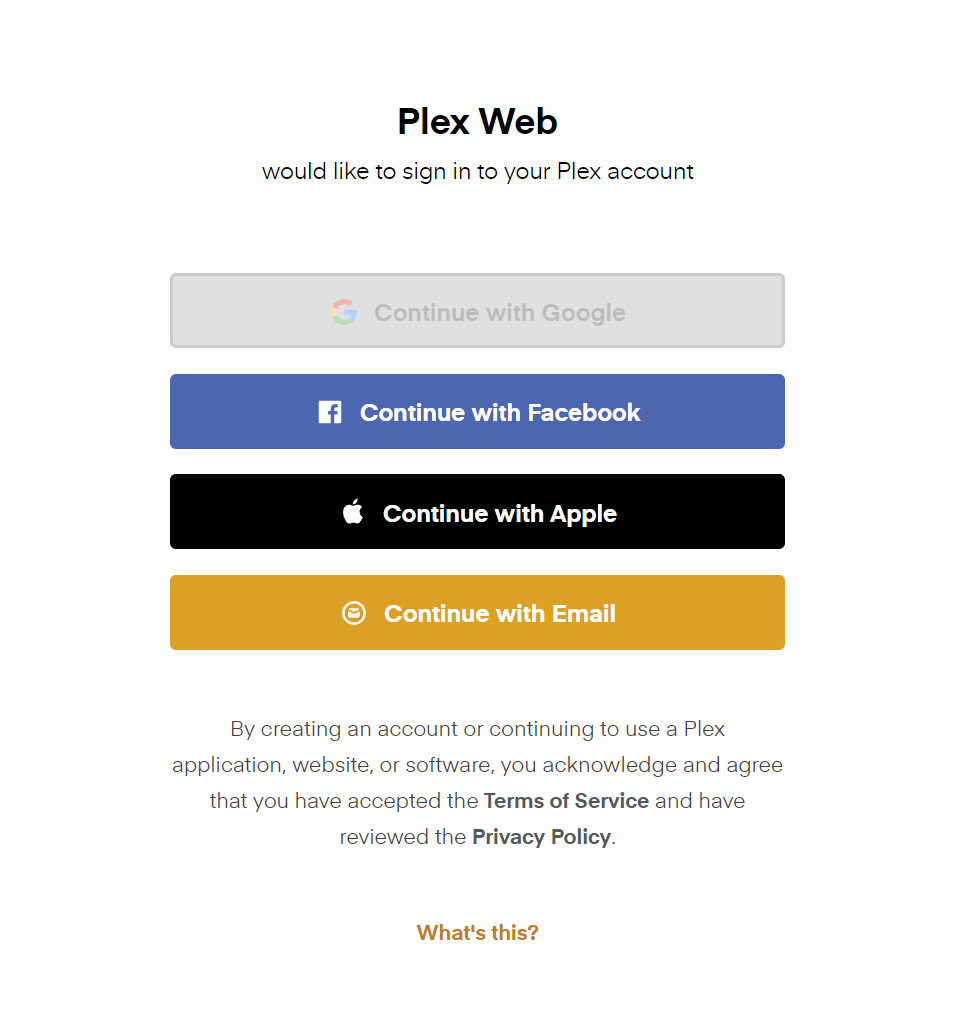 Plex Web
would like to sign in to your Plex account
Continue with Google
Continue with Facebook
Continue with Apple
Continue with Email
By creating an account or continuing to use a Plex
application, website, or software, you acknowledge and agree
that you have accepted the Terms of Service and have
reviewed the Privacy Policy.
What's this?